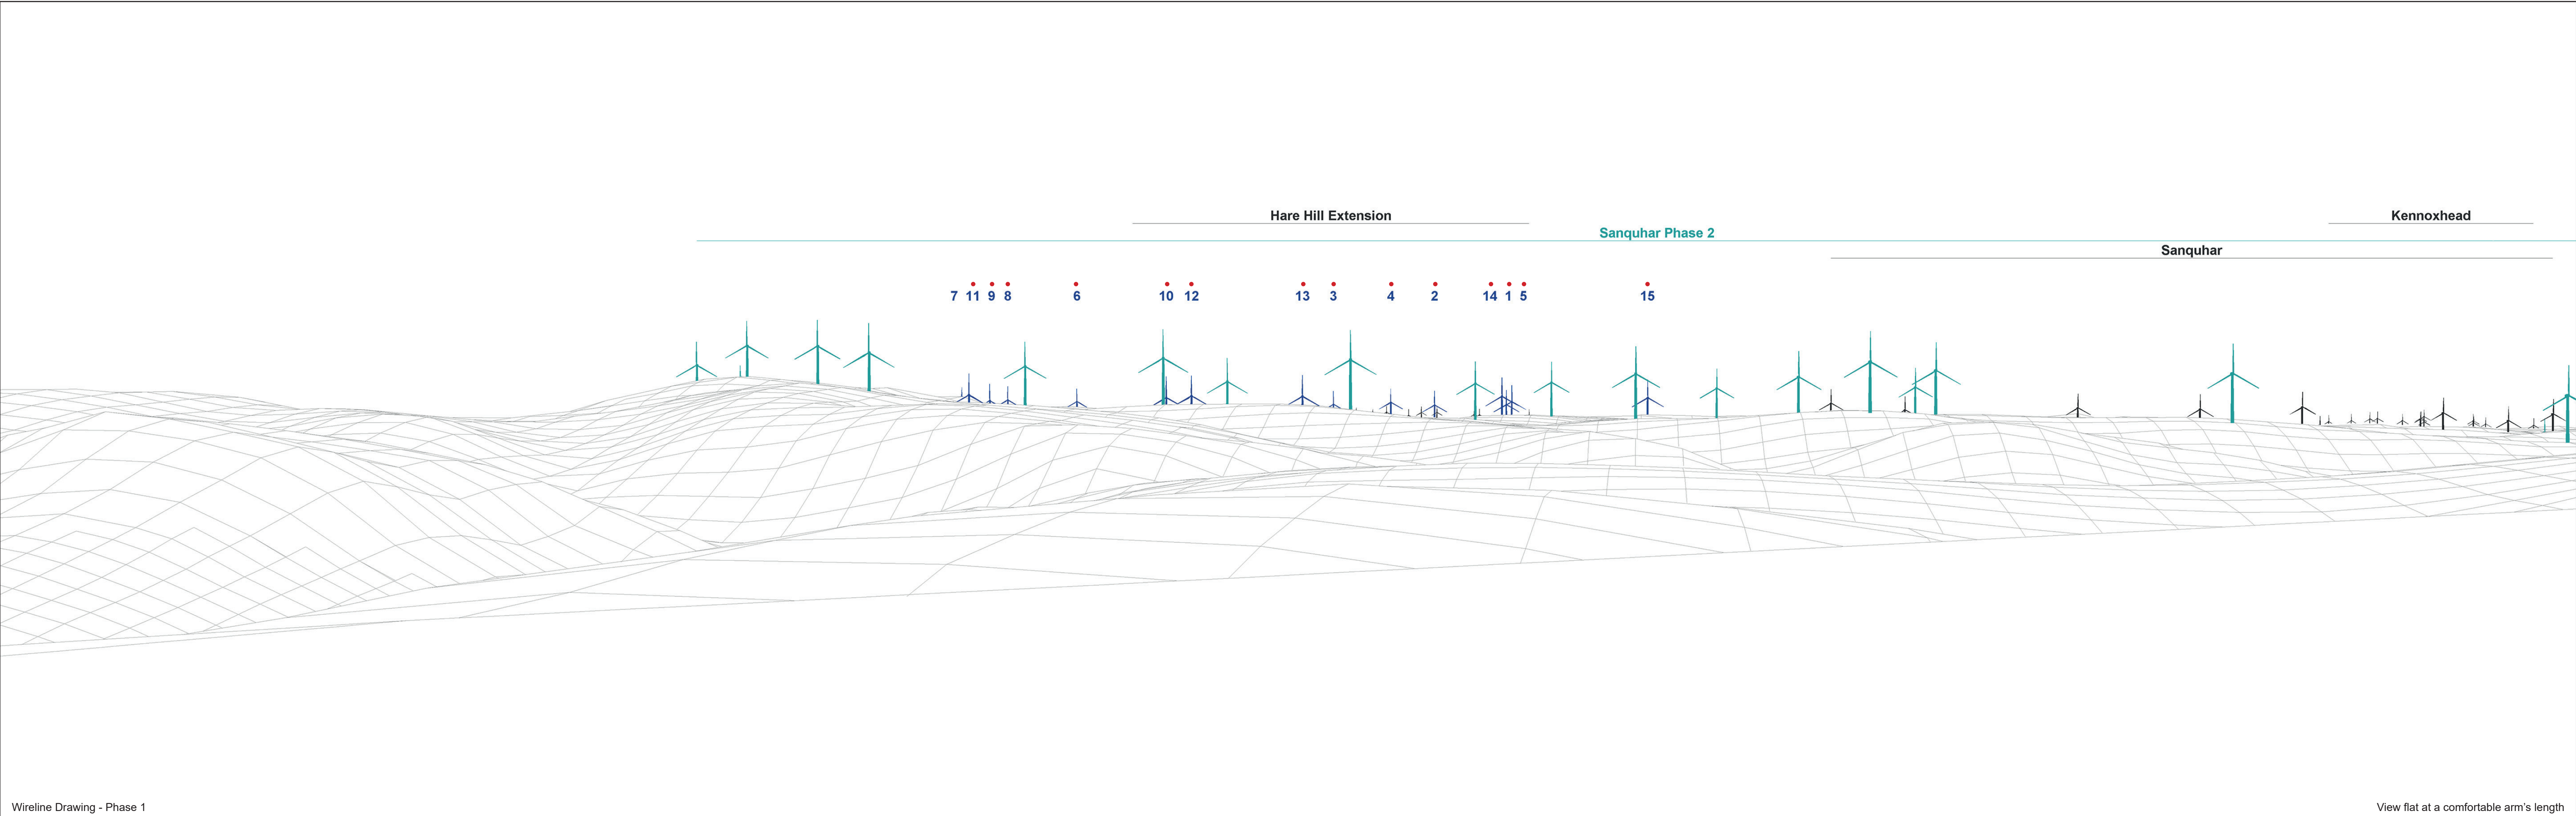 Hare Hill Extension
Kennoxhead
Sanquhar Phase 2
Sanquhar
7 11 9 8 6 10 12 13 3 4 2 14 1 5 15
Wireline Drawing - Phase 1
View flat at a comfortable arm's length